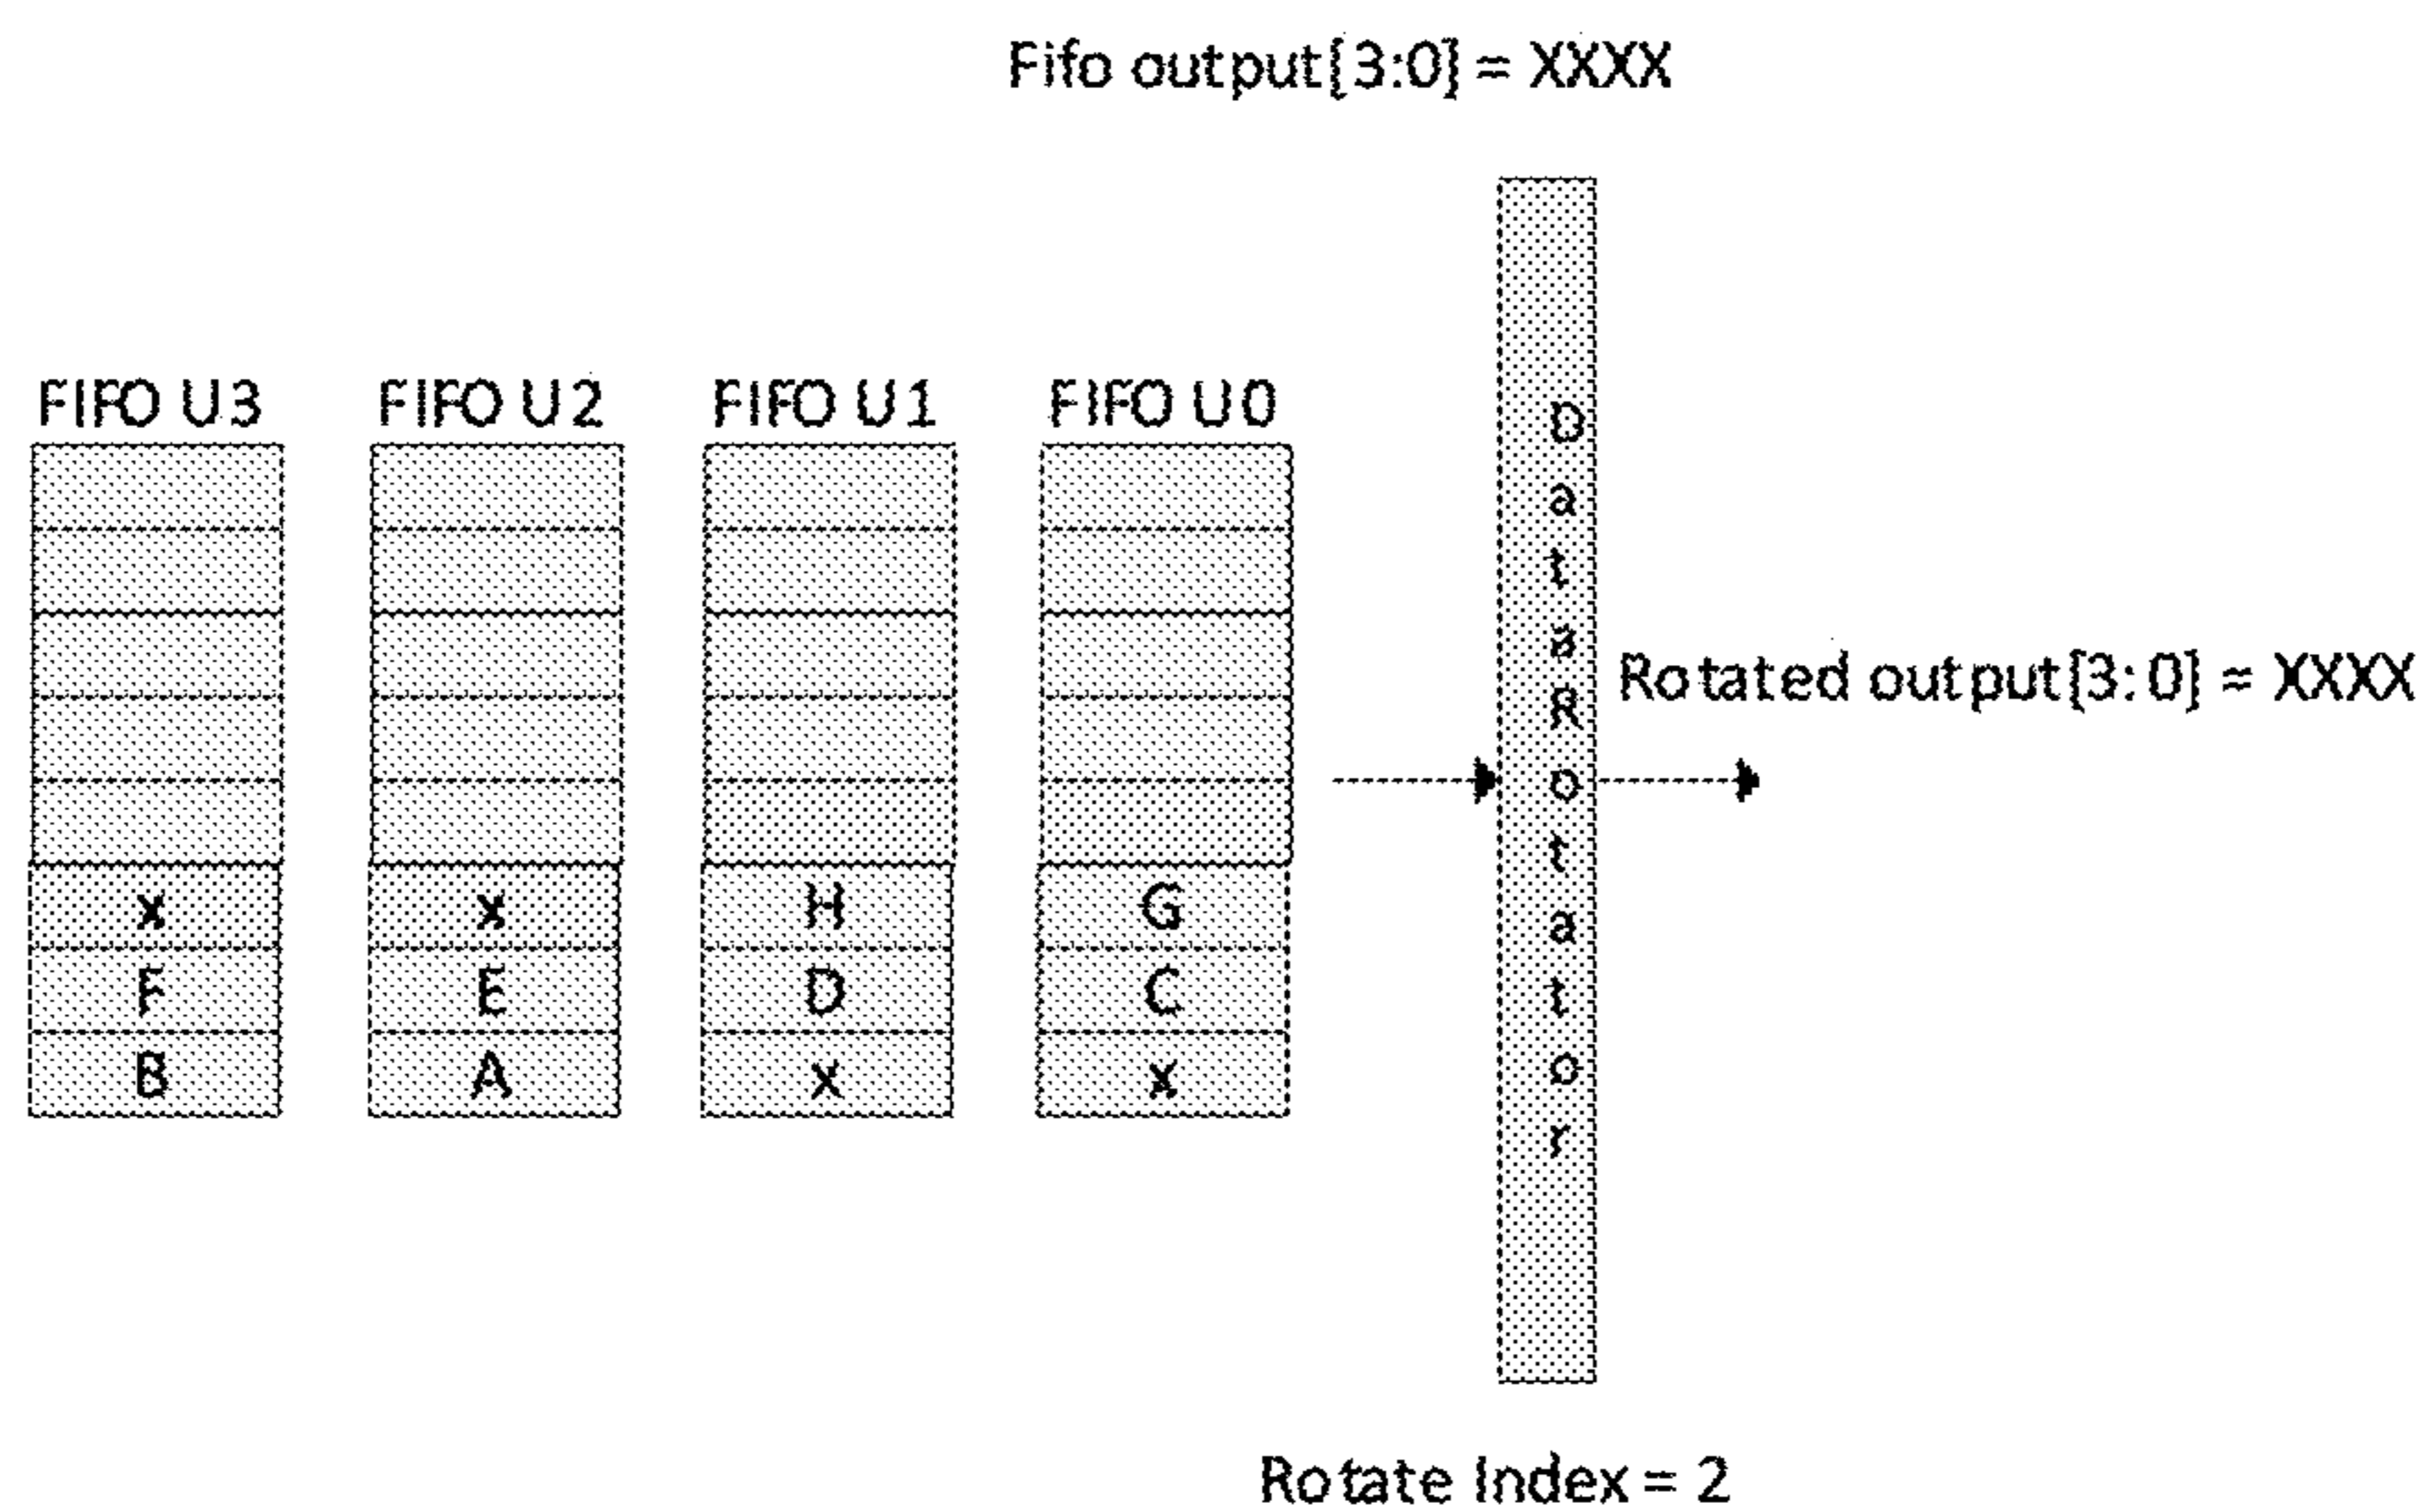 Fifo output[3:0] = XXXX
FIFO U3 FIFO U2 FIFO U1 FIFO U0
x x H G
F E D C
B A x x
Data Rotator
Rotated output[3:0] = XXXX
Rotate Index = 2